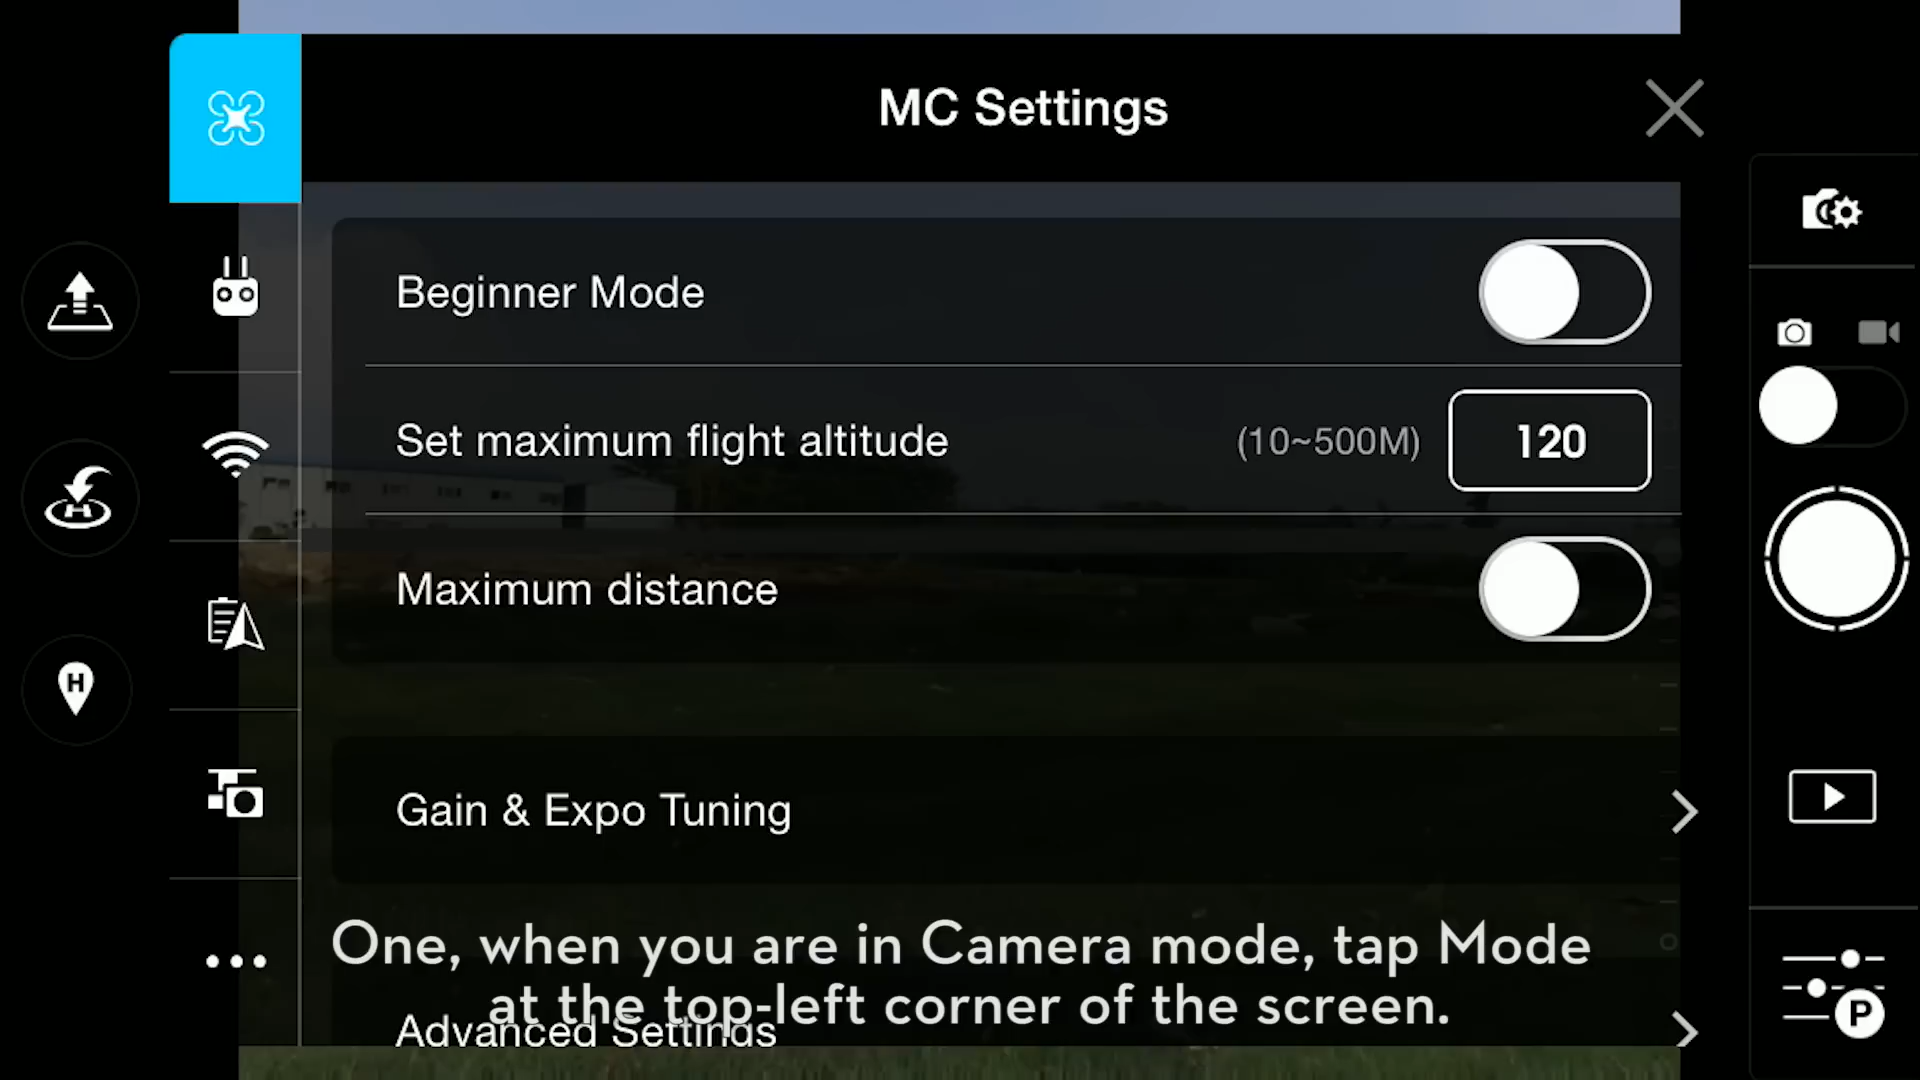 MC Settings
Beginner Mode
Set maximum flight altitude (10~500M) 120
Maximum distance
H
H
Gain & Expo Tuning
One, when you are in Camera mode, tap Mode
at the top-left corner of the screen.
Advanced Settings
P